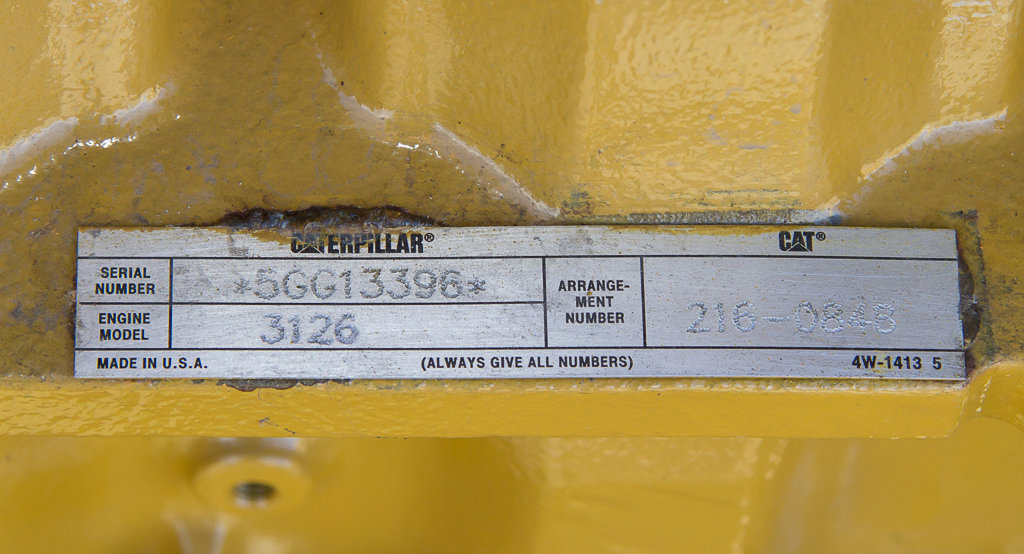 CATERPILLAR® CAT®
SERIAL NUMBER *5GG13396*
ENGINE MODEL 3126
ARRANGE-
MENT
NUMBER
216-0848
MADE IN U.S.A. (ALWAYS GIVE ALL NUMBERS) 4W-1413 5